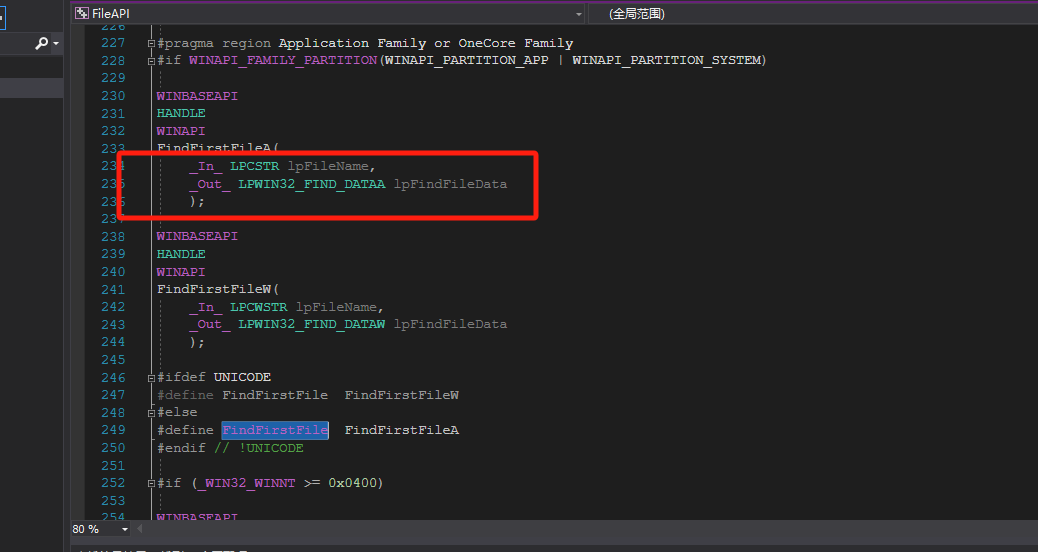 FileAPI
(全局范围)
226
227 #pragma region Application Family or OneCore Family
228 #if WINAPI_FAMILY_PARTITION(WINAPI_PARTITION_APP | WINAPI_PARTITION_SYSTEM)
229
230 WINBASEAPI
231 HANDLE
232 WINAPI
233 FindFirstFileA(
234 _In_ LPCSTR lpFileName,
235 _Out_ LPWIN32_FIND_DATAA lpFindFileData
236 );
237
238 WINBASEAPI
239 HANDLE
240 WINAPI
241 FindFirstFileW(
242 _In_ LPCWSTR lpFileName,
243 _Out_ LPWIN32_FIND_DATAW lpFindFileData
244 );
245
246 #ifdef UNICODE
247 #define FindFirstFile  FindFirstFileW
248 #else
249 #define FindFirstFile  FindFirstFileA
250 #endif // !UNICODE
251
252 #if (_WIN32_WINNT >= 0x0400)
253
254 WINBASEAPI
80 %